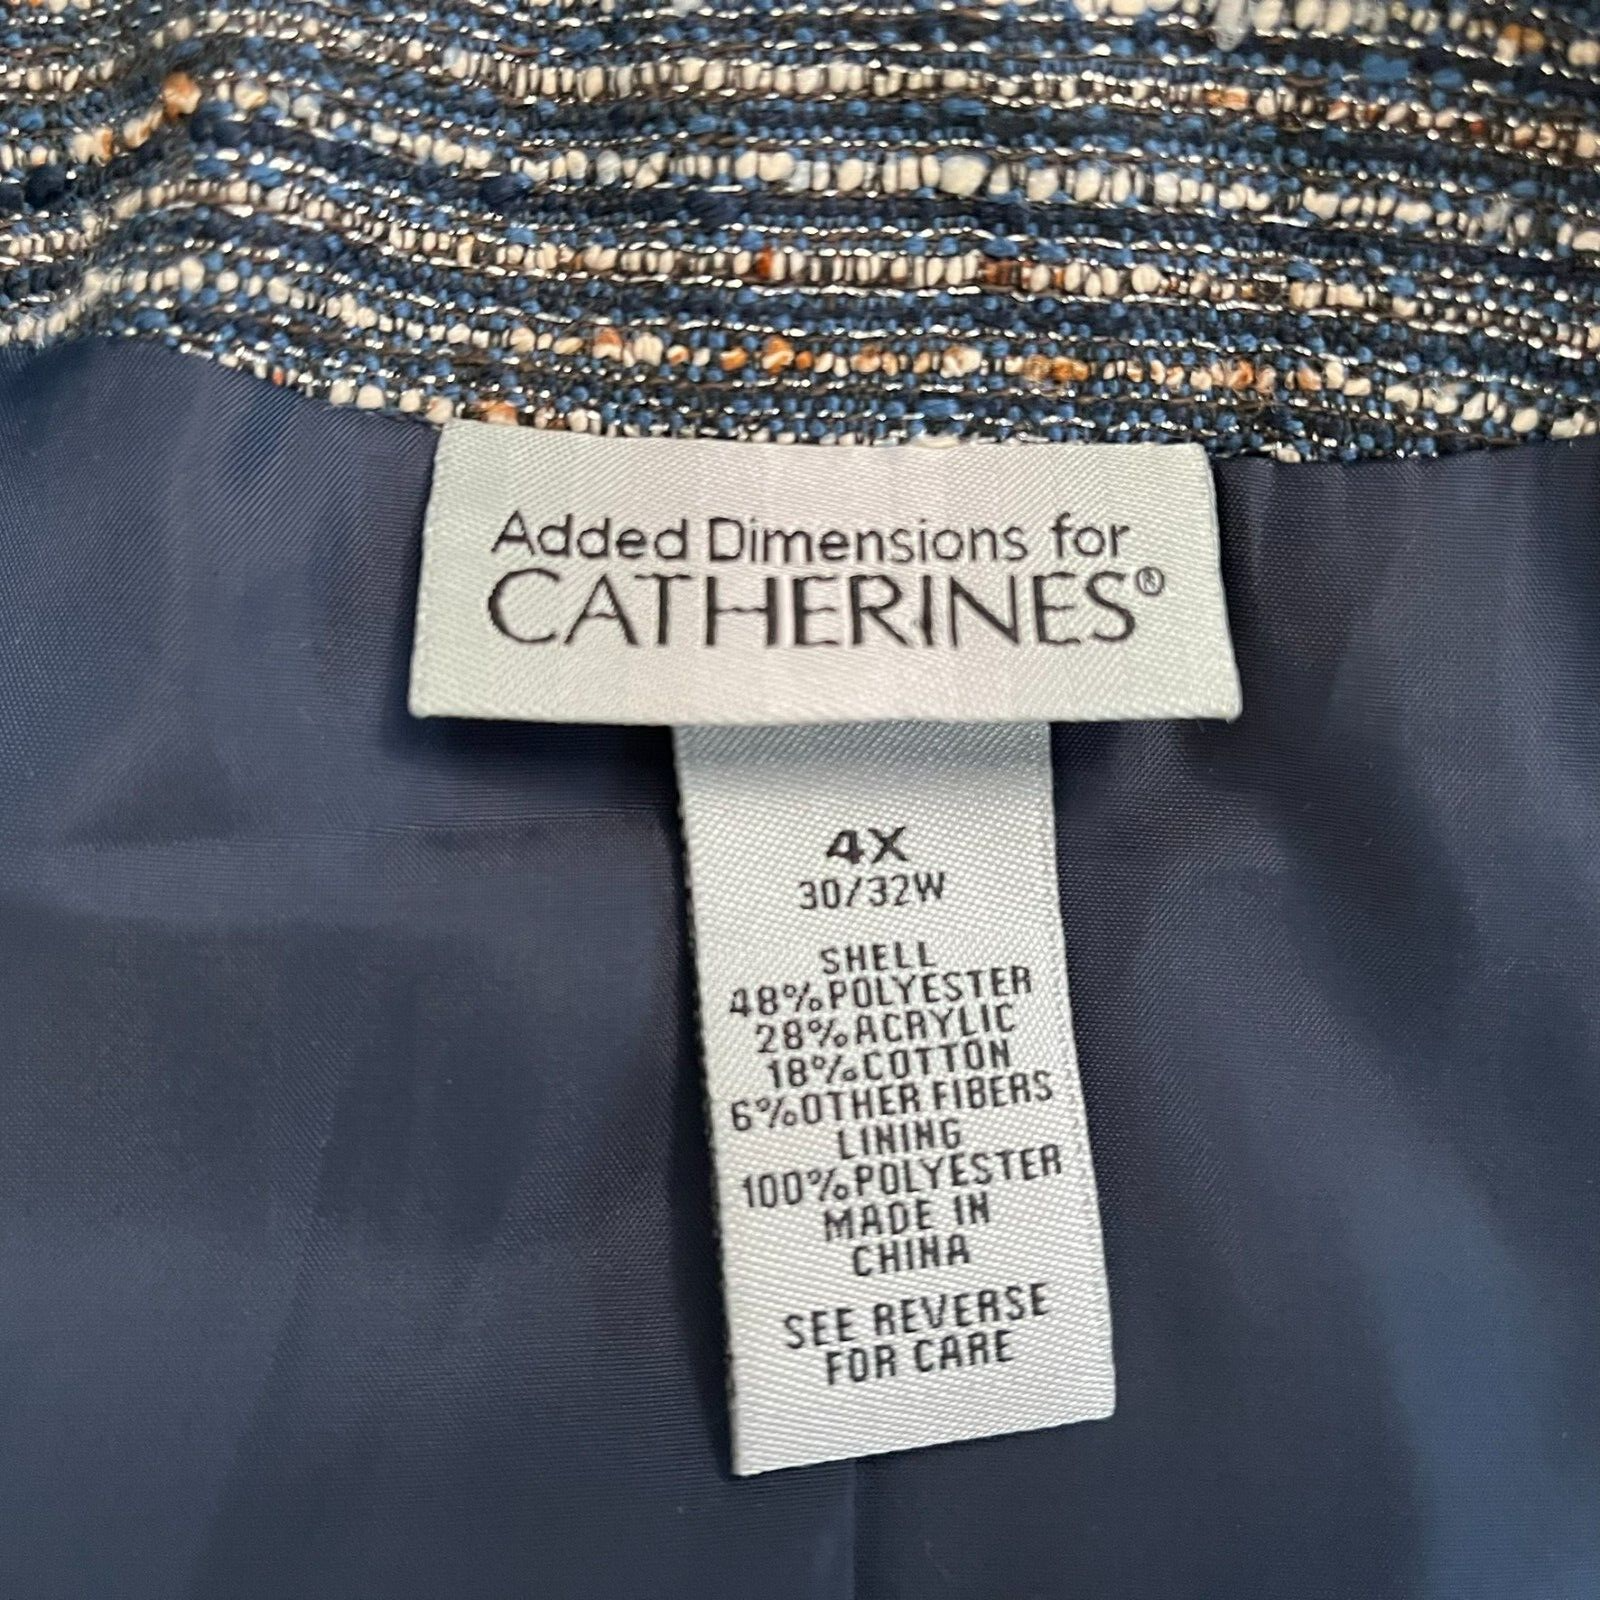 Added Dimensions for
CATHERINES®
4X
30/32W
SHELL
48%POLYESTER
28%ACRYLIC
18%COTTON
6%OTHER FIBERS
LINING
100%POLYESTER
MADE IN
CHINA
SEE REVERSE
FOR CARE